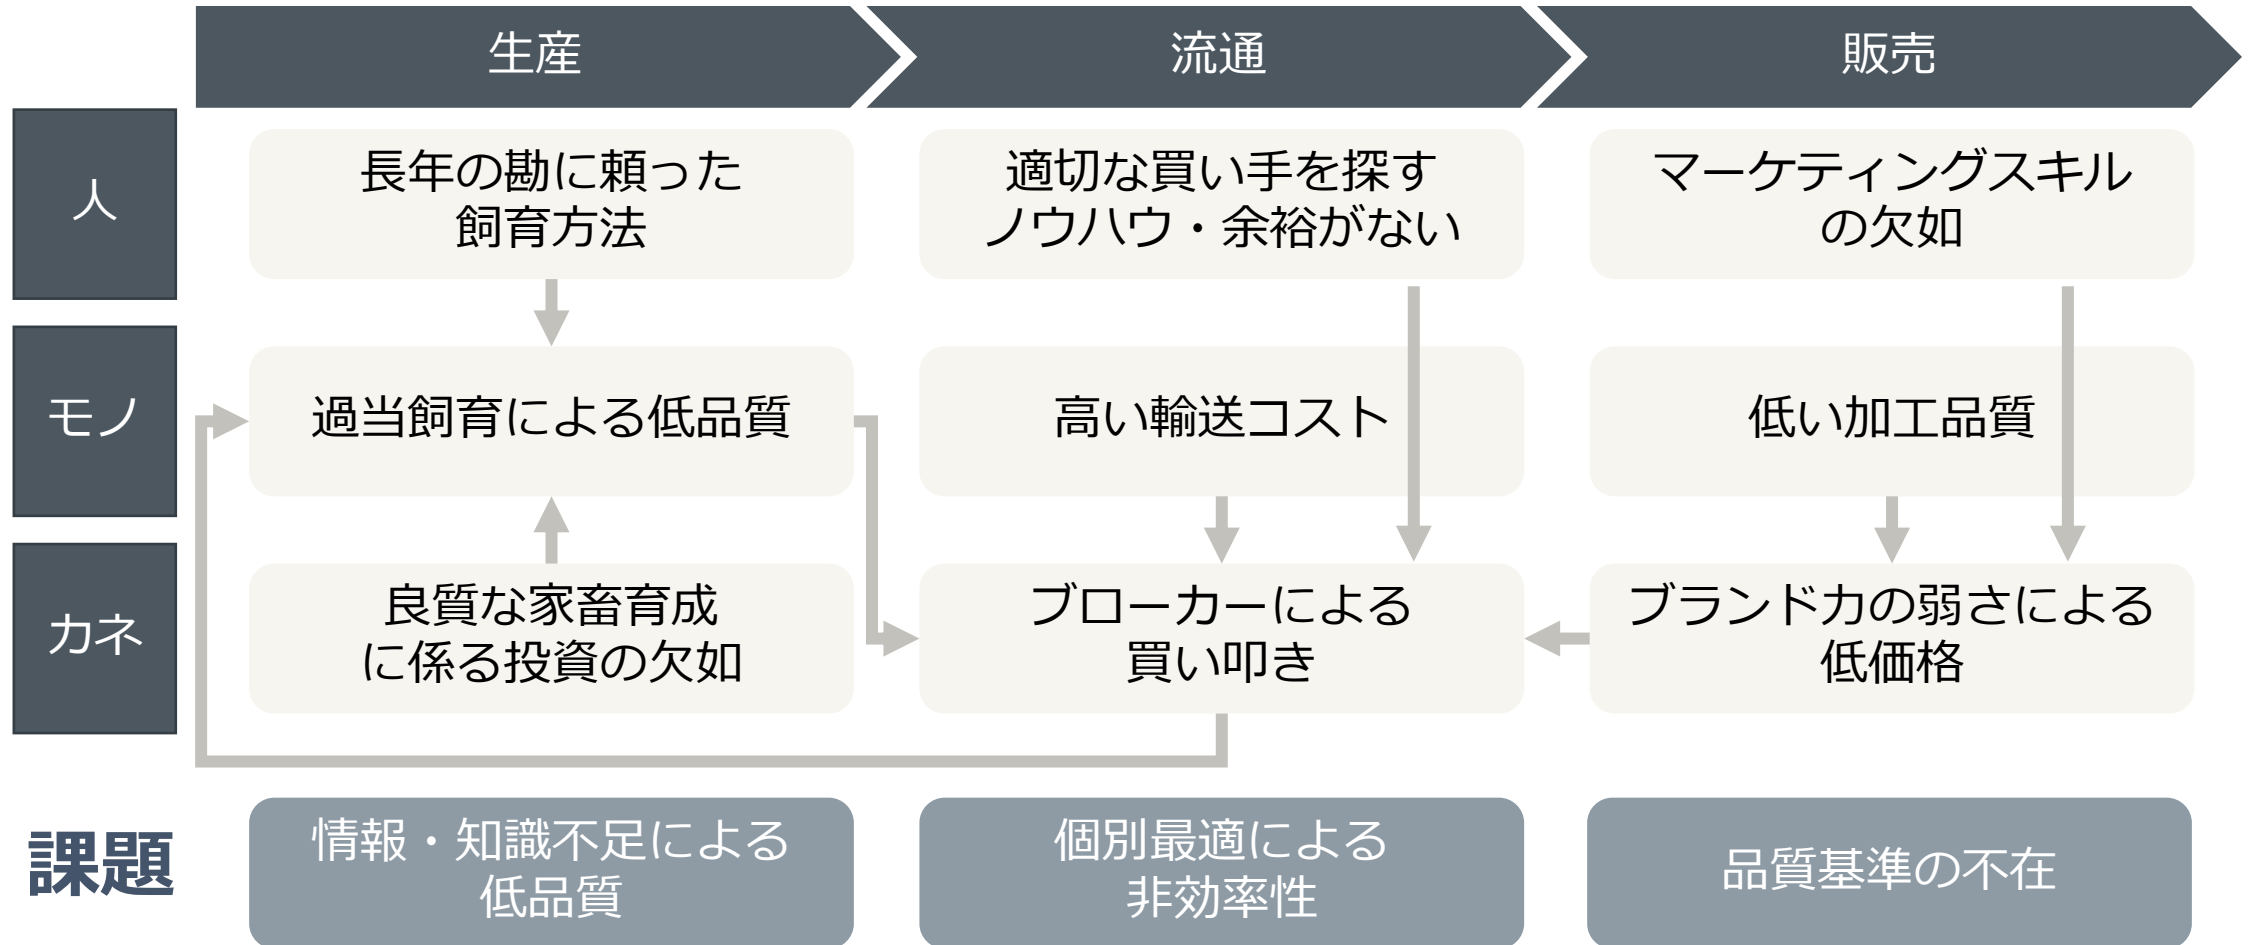 生産
流通
販売
人
長年の勘に頼った
飼育方法
適切な買い手を探す
ノウハウ・余裕がない
マーケティングスキル
の欠如
モノ
過当飼育による低品質
高い輸送コスト
低い加工品質
カネ
良質な家畜育成
に係る投資の欠如
ブローカーによる
買い叩き
ブランド力の弱さによる
低価格
課題
情報・知識不足による
低品質
個別最適による
非効率性
品質基準の不在